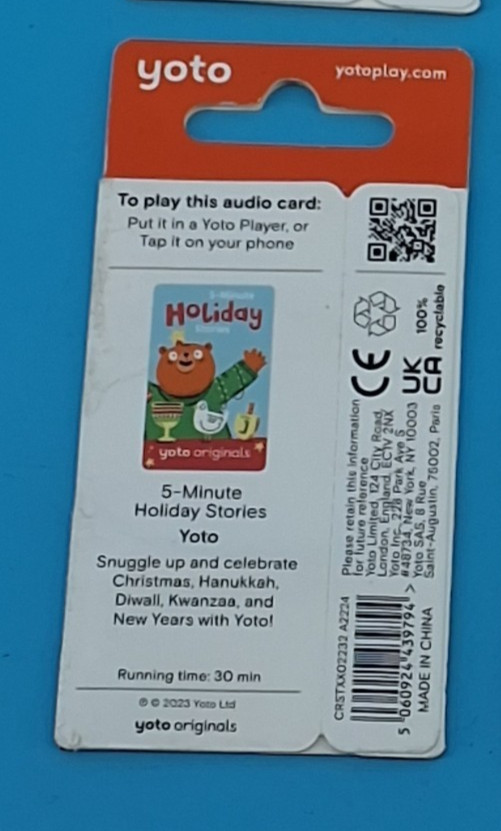 yoto
yotoplay.com
To play this audio card:
Put it in a Yoto Player, or
Tap it on your phone
5-Minute
Holiday
Stories
yoto originals
5-Minute
Holiday Stories
Yoto
Snuggle up and celebrate
Christmas, Hanukkah,
Diwali, Kwanzaa, and
New Years with Yoto!
Running time: 30 min
℗ © 2023 Yoto Ltd
yoto originals
100%
recyclable
CE
UK
CA
Please retain this information
for future reference
Yoto Limited, 124 City Road,
London, England, EC1V 2NX
Yoto Inc, 228 Park Ave S
#48734, New York, NY 10003
Yoto SAS, 8 Rue
Saint-Augustin, 75002, Paris
CRSTXX02232 A2224
5 060924 439794 >
MADE IN CHINA